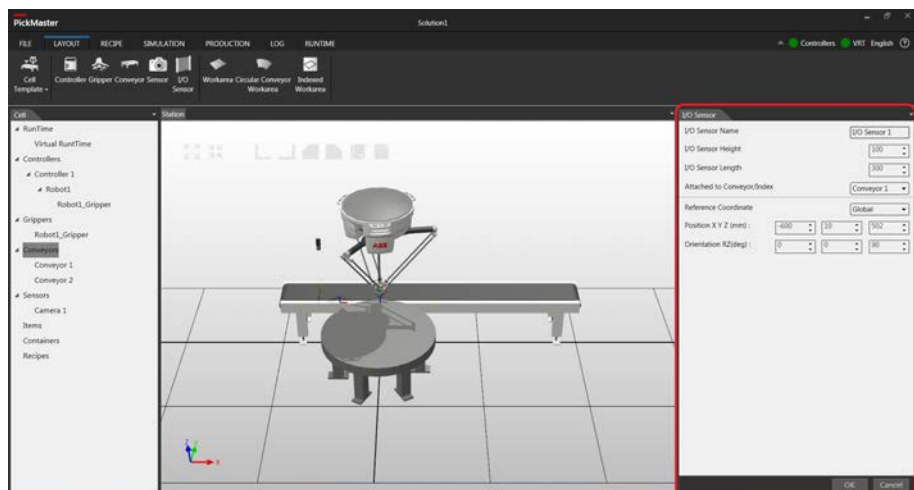 PickMaster
Solution1
FILE LAYOUT RECIPE SIMULATION PRODUCTION LOG RUNTIME
Controllers VRT English
Cell Template
Controller
Gripper
Conveyor
Sensor
I/O Sensor
Workarea
Circular Conveyor Workarea
Indexed Workarea
Cell
RunTime
Virtual RunTime
Controllers
Controller 1
Robot1
Robot1_Gripper
Grippers
Robot1_Gripper
Conveyors
Conveyor 1
Conveyor 2
Sensors
Camera 1
Items
Containers
Recipes
Station
ABB
Z
Y
X
I/O Sensor
I/O Sensor Name I/O Sensor 1
I/O Sensor Height 100
I/O Sensor Length 300
Attached to Conveyor/Index Conveyor 1
Reference Coordinate Global
Position X Y Z (mm) : -600 10 502
Orientation RZ(deg) : 0 0 90
OK Cancel